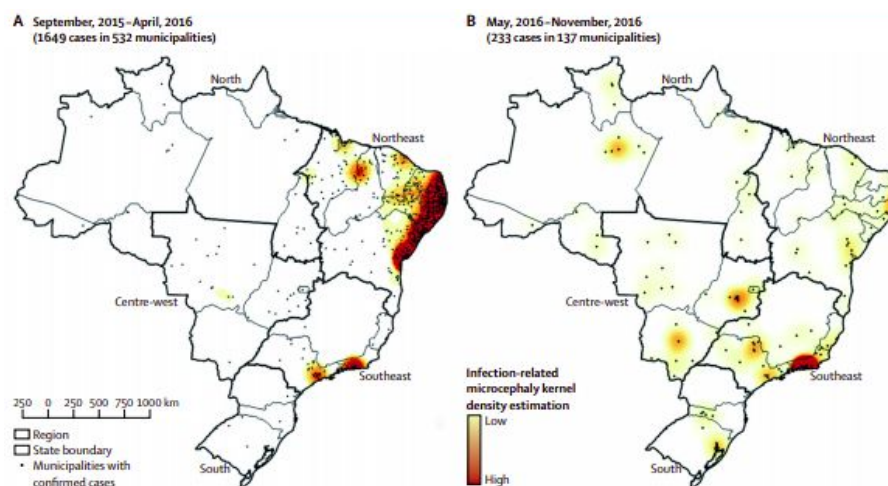 A September, 2015–April, 2016
(1649 cases in 532 municipalities)
North
Northeast
Centre-west
Southeast
South
250 0 250 500 750 1000 km
Region
State boundary
Municipalities with
confirmed cases
B May, 2016–November, 2016
(233 cases in 137 municipalities)
North
Northeast
Centre-west
Southeast
South
Infection-related
microcephaly kernel
density estimation
Low
High